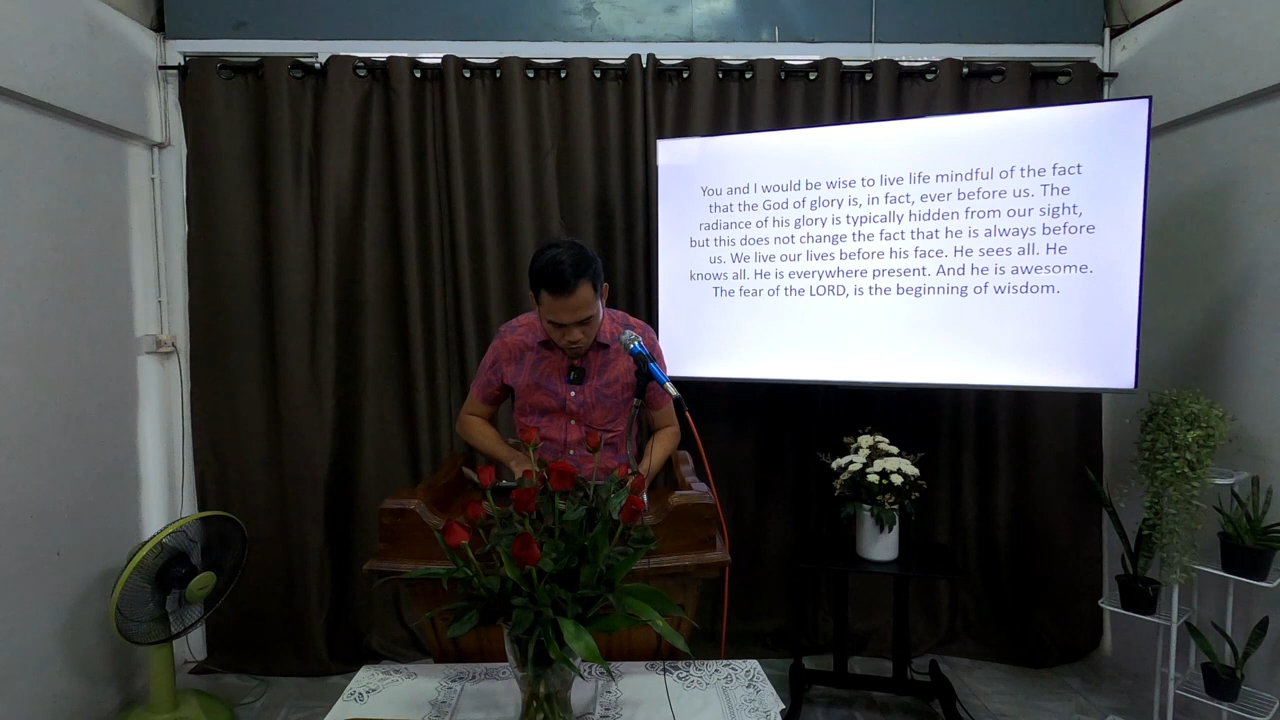 You and I would be wise to live life mindful of the fact
that the God of glory is, in fact, ever before us. The
radiance of his glory is typically hidden from our sight,
but this does not change the fact that he is always before
us. We live our lives before his face. He sees all. He
knows all. He is everywhere present. And he is awesome.
The fear of the LORD, is the beginning of wisdom.